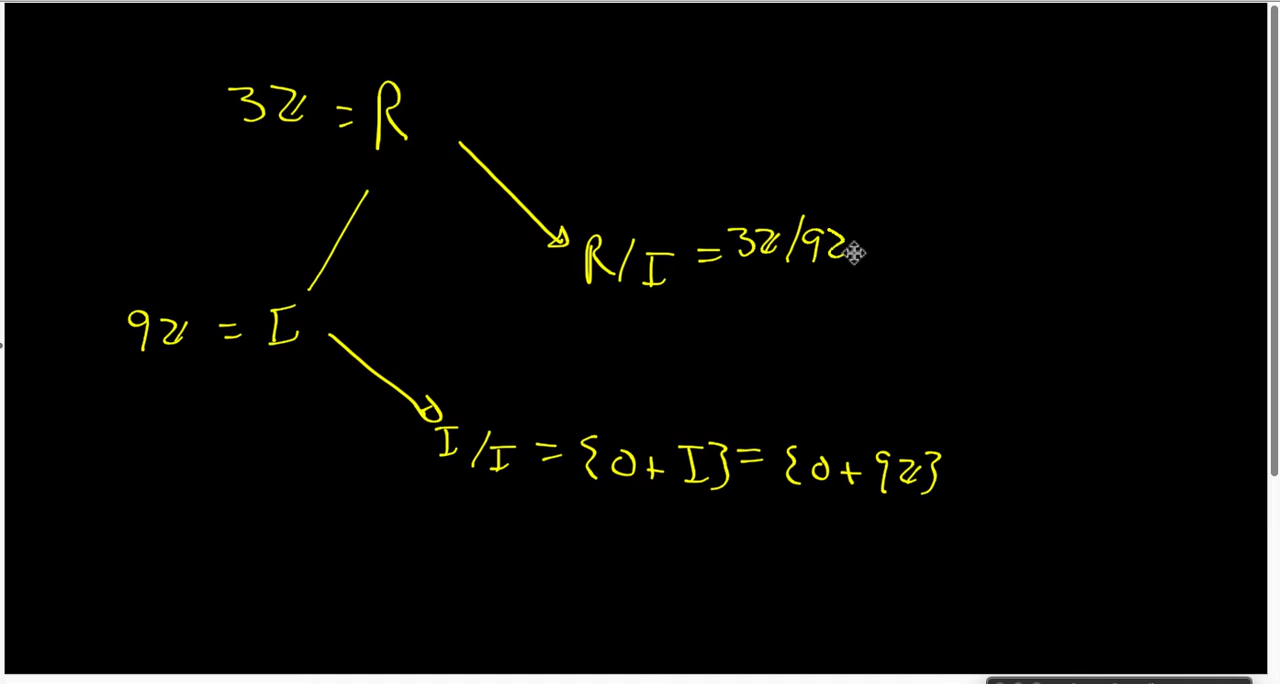 3ℤ = R
R/I = 3ℤ/9ℤ
9ℤ = I
I/I = {0 + I} = {0 + 9ℤ}